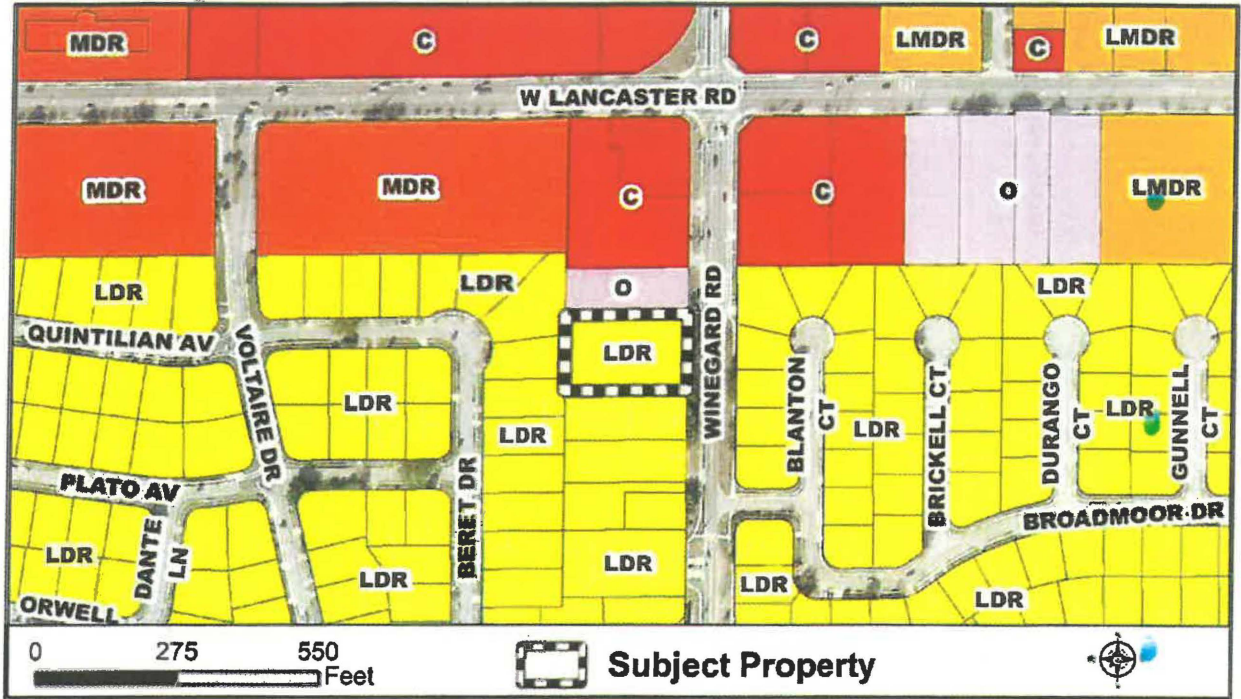 MDR
C
C
LMDR
C
LMDR
W LANCASTER RD
MDR
MDR
C
C
O
LMDR
LDR
LDR
O
LDR
QUINTILIAN AV
VOLTAIRE DR
LDR
WINEGARD RD
BLANTON
CT
BRICKELL CT
DURANGO
CT
GUNNELL
CT
LDR
LDR
LDR
LDR
PLATO AV
BERET DR
BROADMOOR DR
LDR
DANTE
LN
LDR
LDR
LDR
LDR
ORWELL
0 275 550
Feet
Subject Property